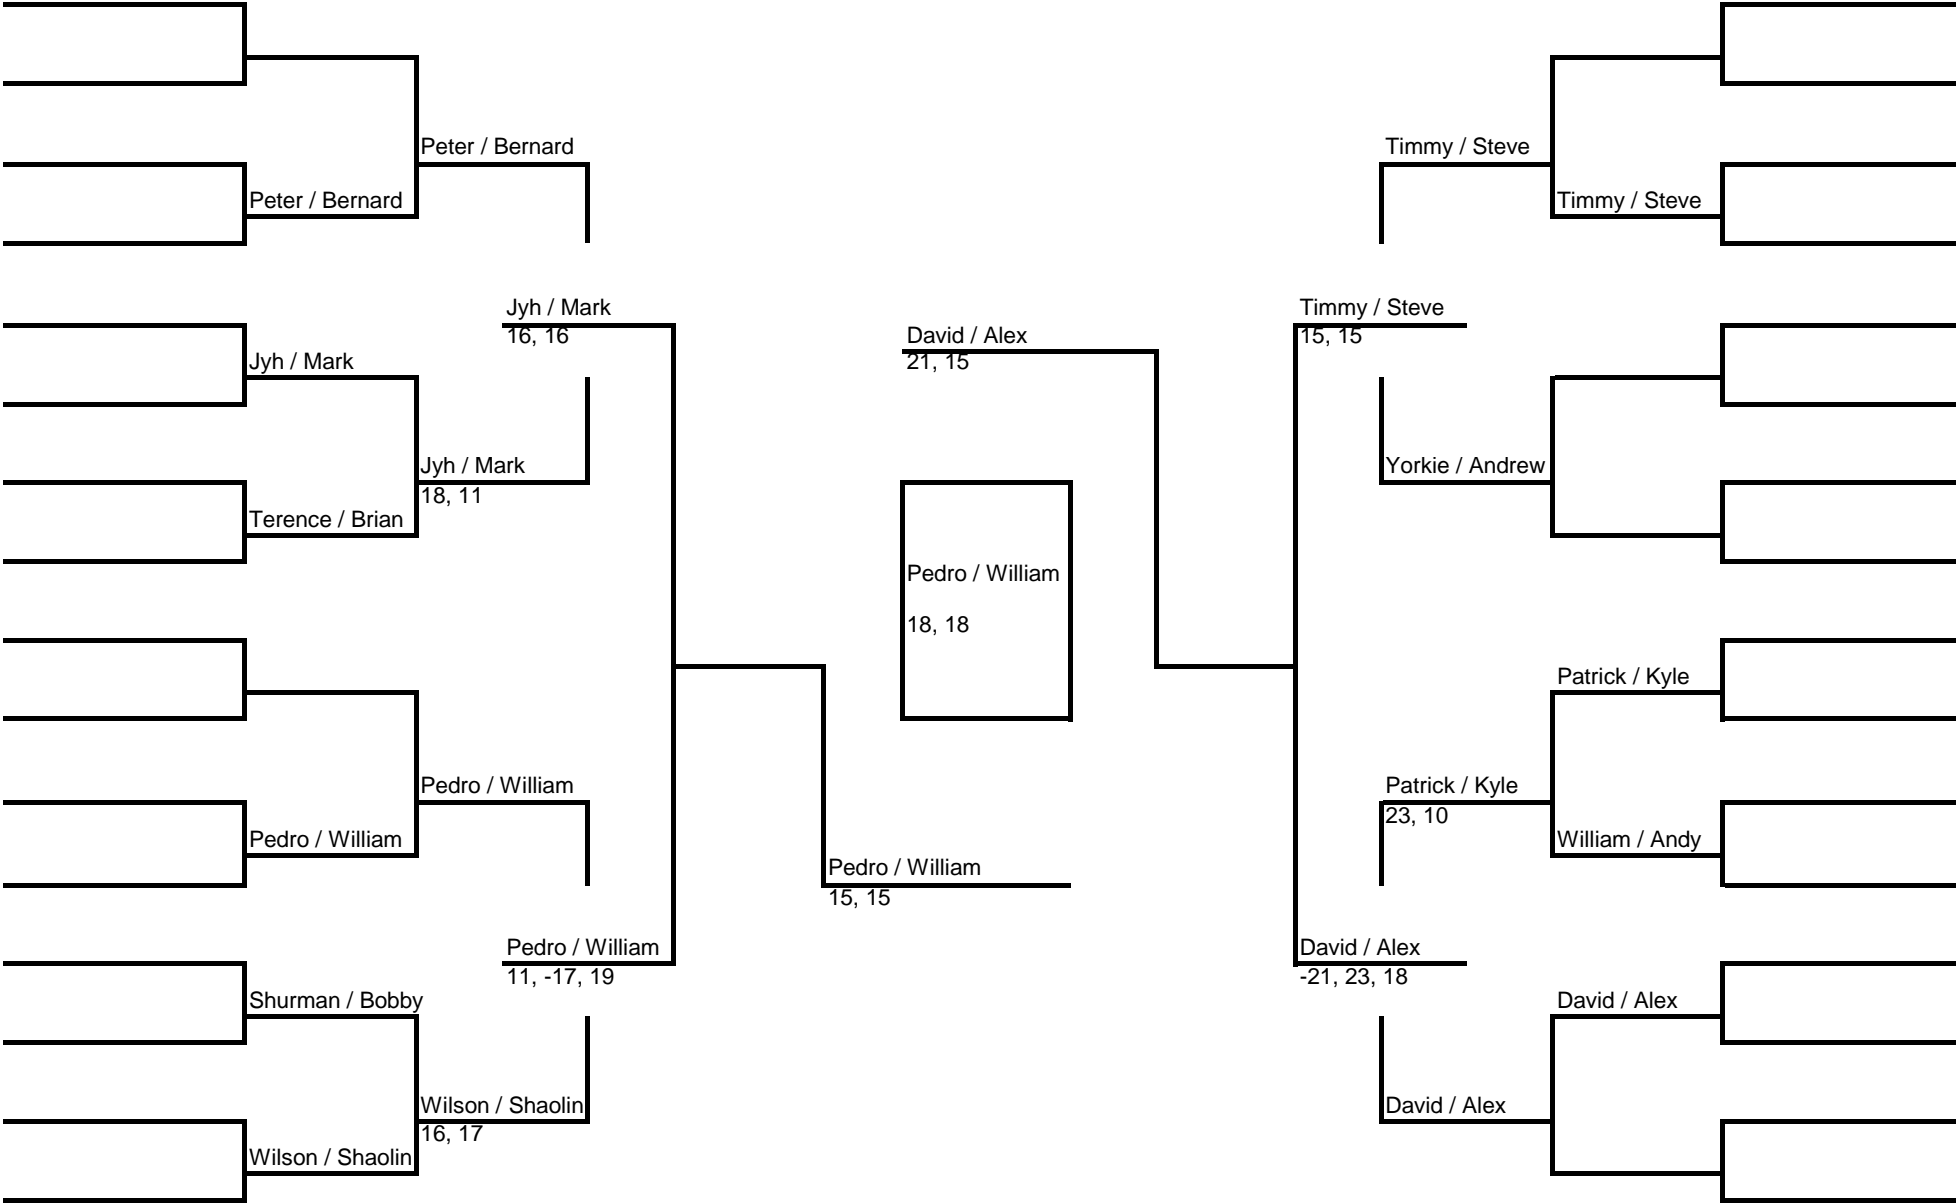 Peter / Bernard
Timmy / Steve
Peter / Bernard
Timmy / Steve
Jyh / Mark
16, 16
Timmy / Steve
15, 15
David / Alex
21, 15
Jyh / Mark
Jyh / Mark
18, 11
Yorkie / Andrew
Terence / Brian
Pedro / William
18, 18
Patrick / Kyle
Pedro / William
Patrick / Kyle
23, 10
Pedro / William
William / Andy
Pedro / William
15, 15
Pedro / William
11, -17, 19
David / Alex
-21, 23, 18
Shurman / Bobby
David / Alex
Wilson / Shaolin
16, 17
David / Alex
Wilson / Shaolin